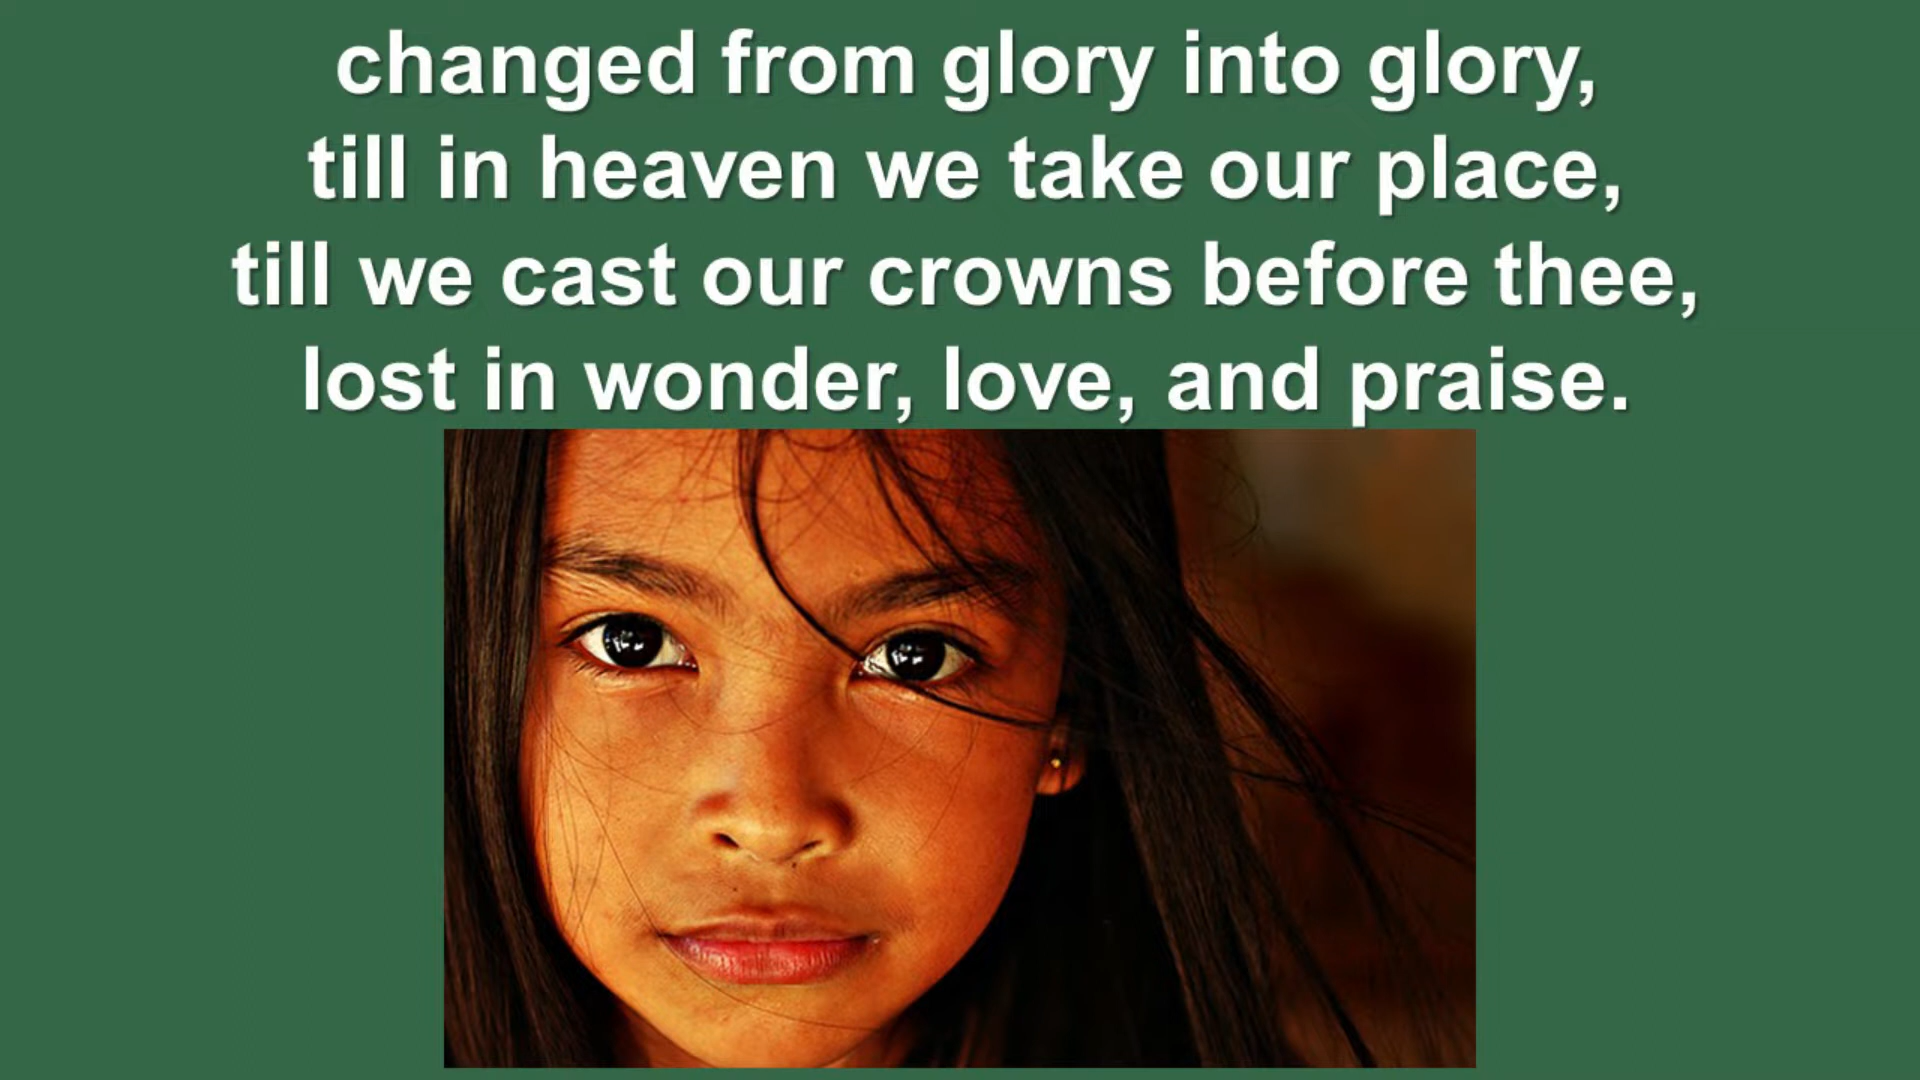 changed from glory into glory,
till in heaven we take our place,
till we cast our crowns before thee,
lost in wonder, love, and praise.